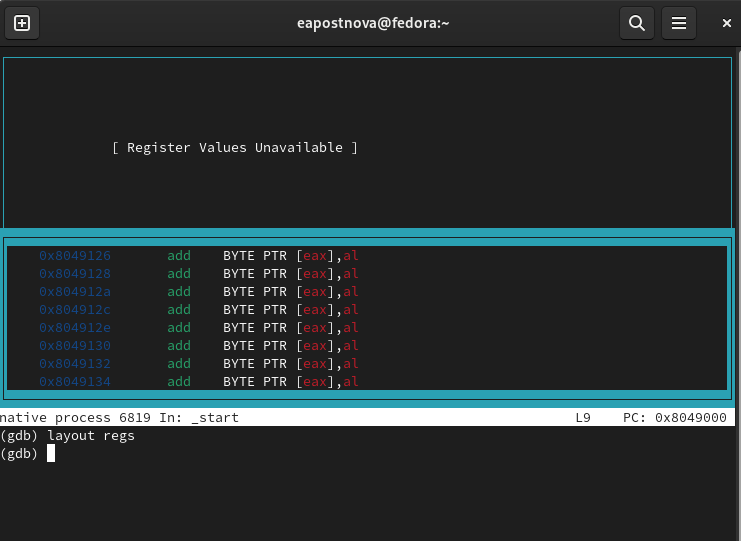 eapostnova@fedora:~
[ Register Values Unavailable ]
0x8049126 add BYTE PTR [eax],al
0x8049128 add BYTE PTR [eax],al
0x804912a add BYTE PTR [eax],al
0x804912c add BYTE PTR [eax],al
0x804912e add BYTE PTR [eax],al
0x8049130 add BYTE PTR [eax],al
0x8049132 add BYTE PTR [eax],al
0x8049134 add BYTE PTR [eax],al
native process 6819 In: _start L9 PC: 0x8049000
(gdb) layout regs
(gdb)